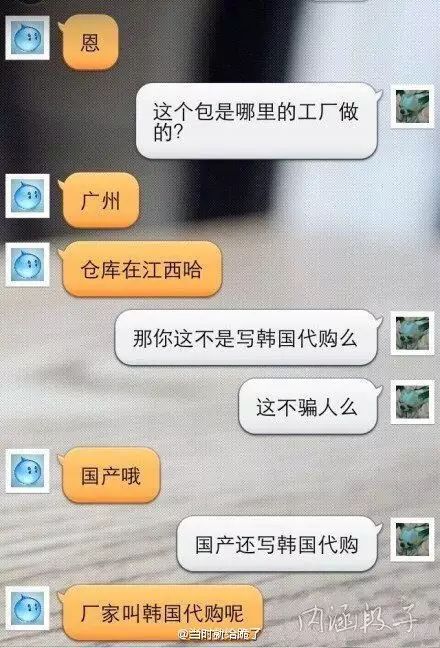 恩
这个包是哪里的工厂做
的?
广州
仓库在江西哈
那你这不是写韩国代购么
这不骗人么
国产哦
国产还写韩国代购
厂家叫韩国代购呢
内涵段子
@当时就给跪了